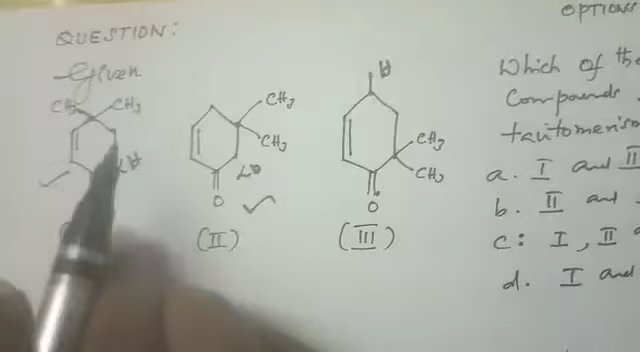 QUESTION:
Given
CH3 CH3
CH3
CH3
O
(II)
CH3
CH3
O
(III)
OPTIONS
Which of the
Compounds
tautomerism
a. I and II
b. II and
c: I, II
d. I and